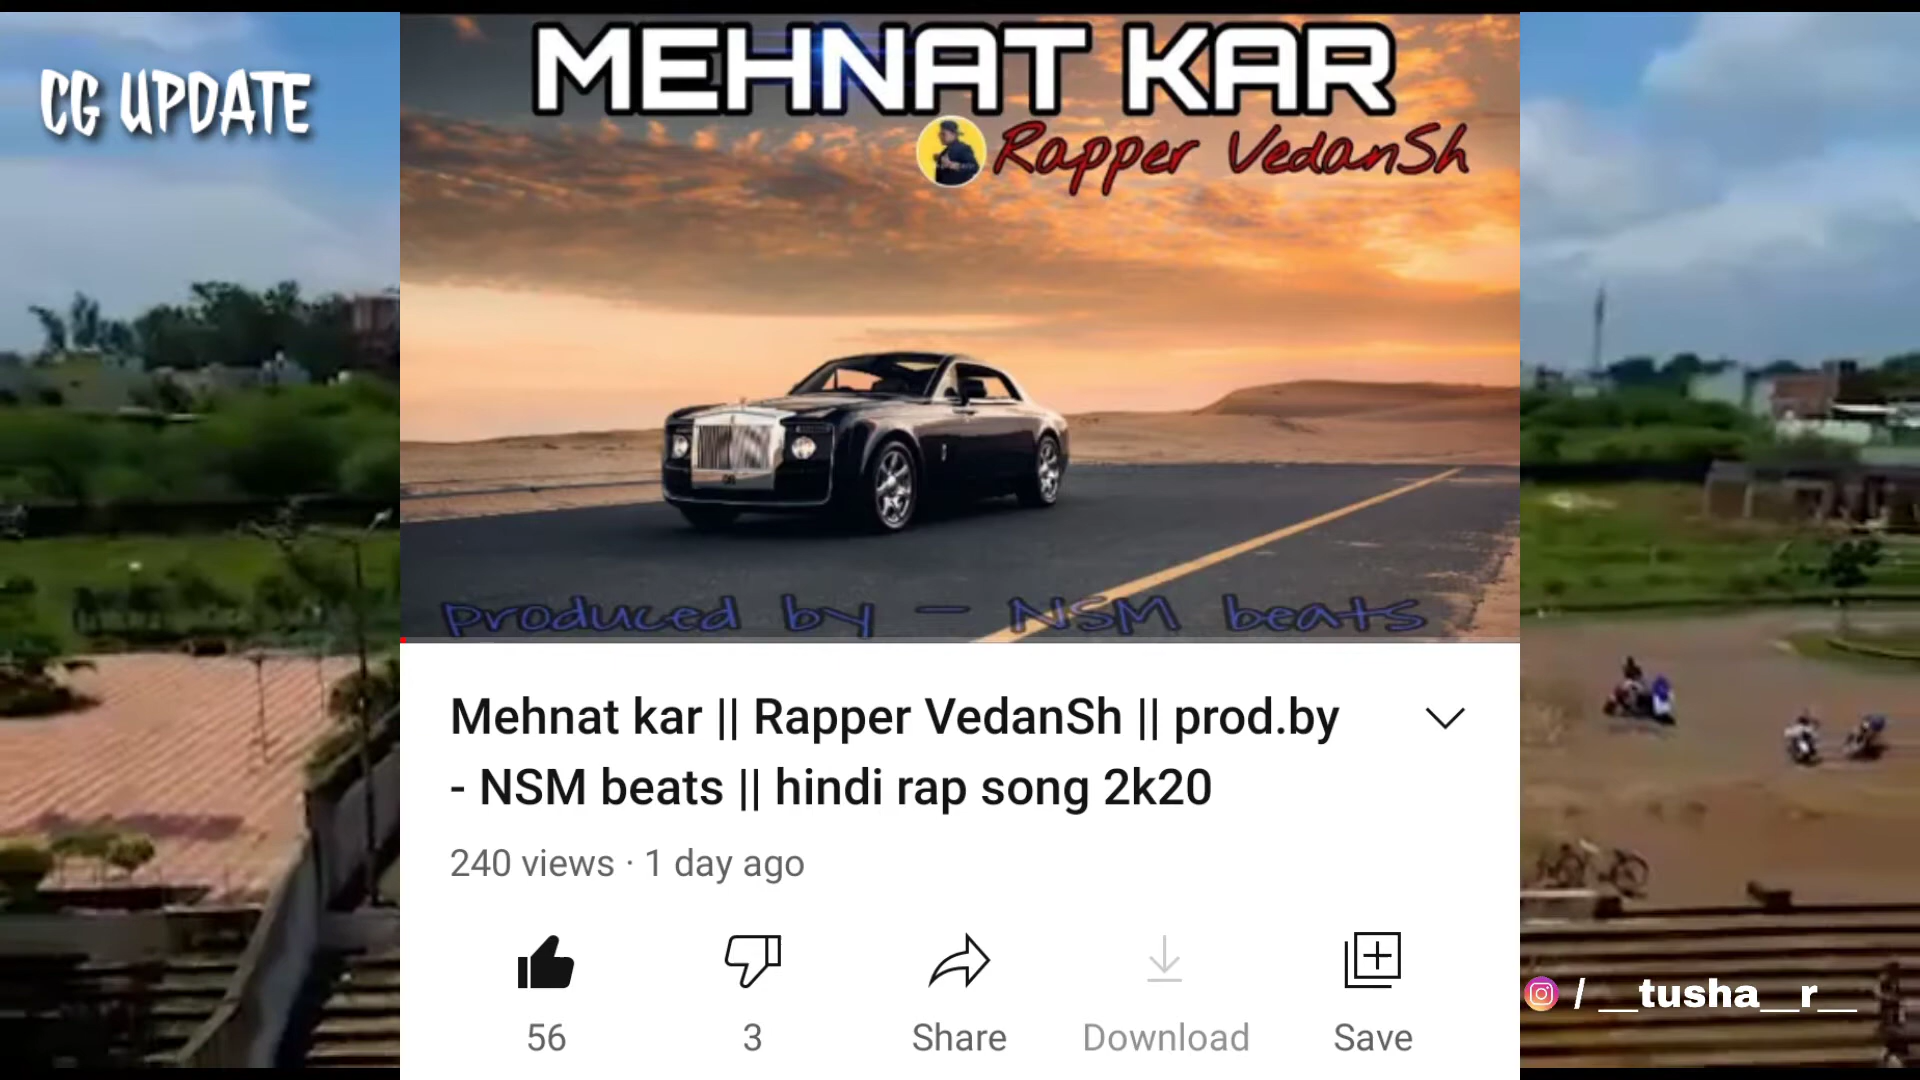 CG UPDATE
MEHNAT KAR
Rapper VedanSh
produced by - NSM beats
Mehnat kar || Rapper VedanSh || prod.by
- NSM beats || hindi rap song 2k20
240 views · 1 day ago
56
3
Share
Download
Save
/ __tusha__r__